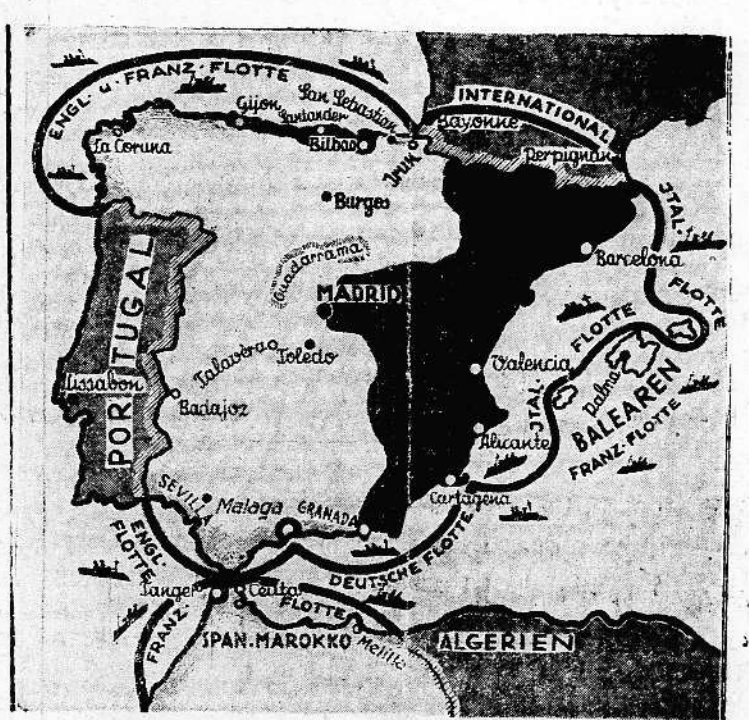 ENGL- u. FRANZ- FLOTTE
INTERNATIONAL
Gijon
Santander
San Sebastian
Bayonne
La Coruna
Bilbao
Irun
Perpignan
Burgos
JTAL-
FLOTTE
Guadarrama
Barcelona
MADRID
PORTUGAL
FLOTTE
JTAL-
Talavera
Toledo
Valencia
Palma
BALEAREN
FRANZ-FLOTTE
Lissabon
Badajoz
Alicante
SEVILLA
Malaga
GRANADA
Cartagena
ENGL-
FLOTTE
DEUTSCHE FLOTTE
Tanger
Ceuta
FRANZ-
FLOTTE
SPAN. MAROKKO
Melilla
ALGERIEN